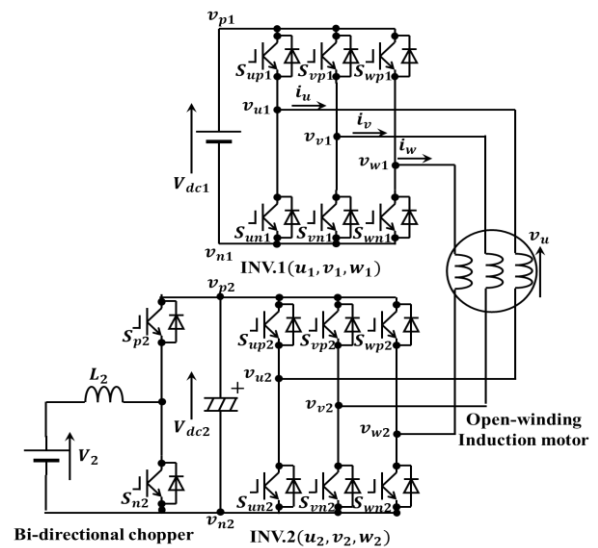 v_p1
S_up1 S_vp1 S_wp1
i_u
v_u1
i_v
v_v1
i_w
v_w1
V_dc1
S_un1 S_vn1 S_wn1
v_n1
INV.1(u_1, v_1, w_1)
v_u
v_p2
S_p2
S_up2 S_vp2 S_wp2
L_2
v_u2
V_dc2
+
v_v2
v_w2
Open-winding
Induction motor
V_2
S_n2
S_un2 S_vn2 S_wn2
v_n2
Bi-directional chopper
INV.2(u_2, v_2, w_2)